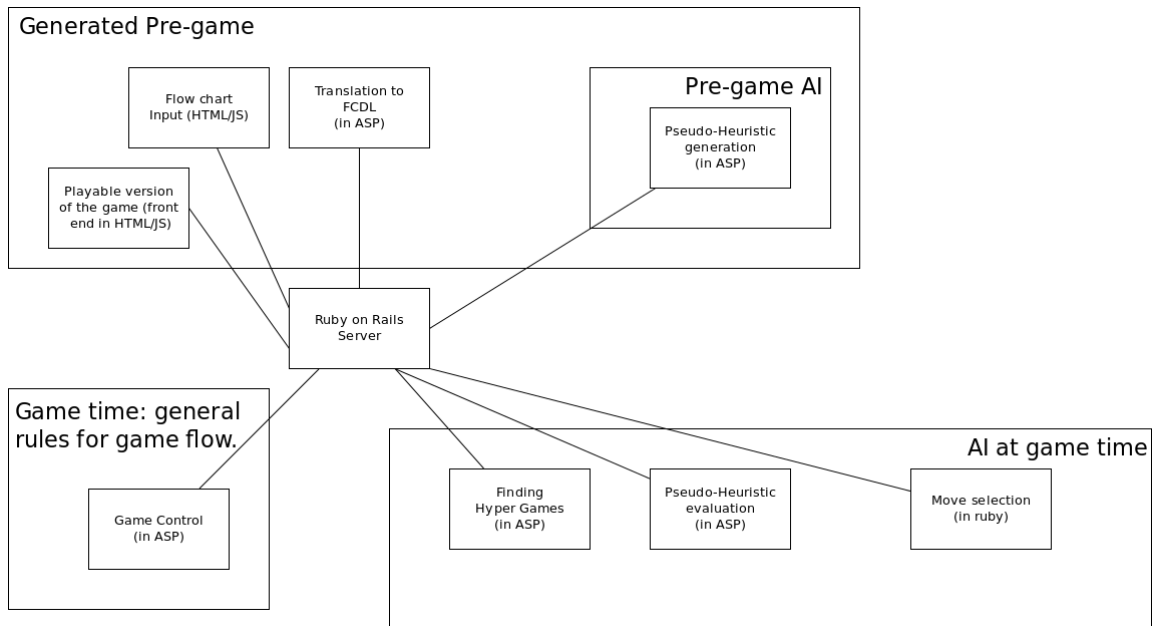 Generated Pre-game
Flow chart
Input (HTML/JS)
Translation to
FCDL
(in ASP)
Pre-game AI
Pseudo-Heuristic
generation
(in ASP)
Playable version
of the game (front
end in HTML/JS)
Ruby on Rails
Server
Game time: general
rules for game flow.
Game Control
(in ASP)
AI at game time
Finding
Hyper Games
(in ASP)
Pseudo-Heuristic
evaluation
(in ASP)
Move selection
(in ruby)